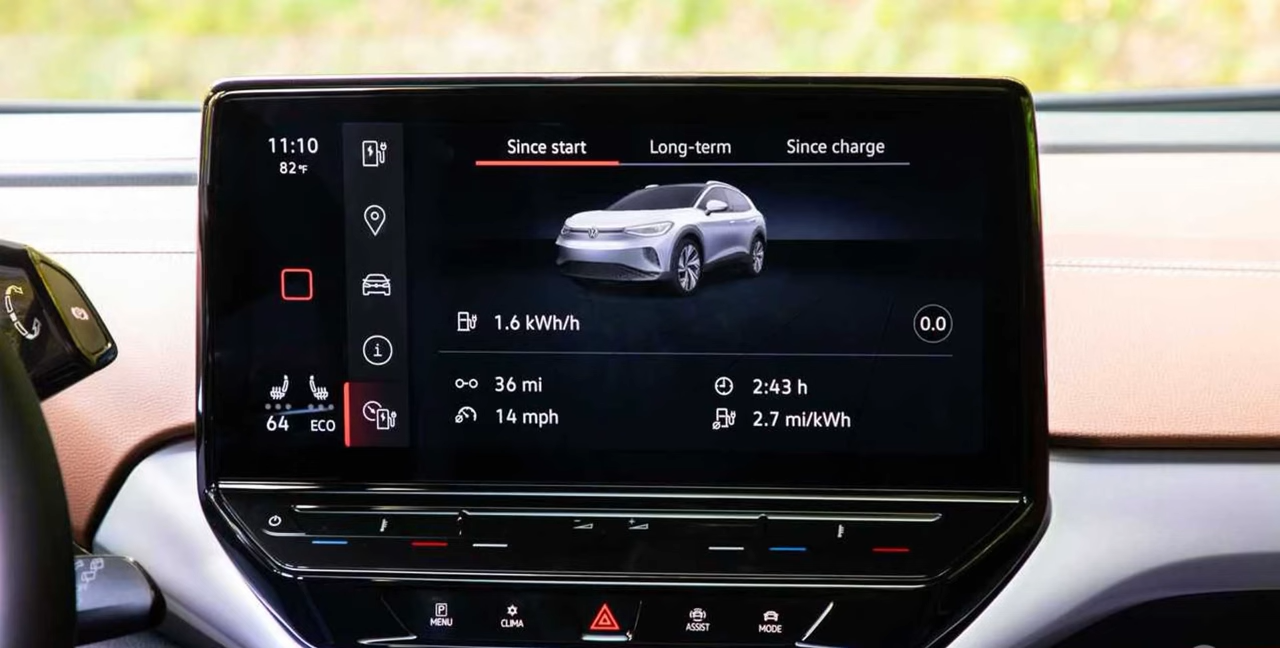 11:10
82°F
Since start
Long-term
Since charge
1.6 kWh/h
0.0
36 mi
2:43 h
14 mph
2.7 mi/kWh
64
ECO
P
MENU
CLIMA
ASSIST
MODE